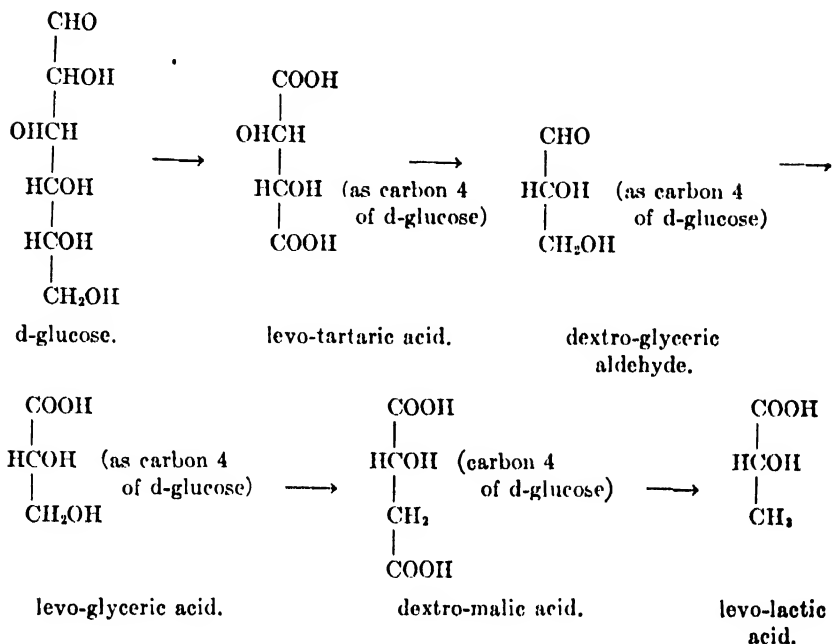 CHO
CHOH COOH
OHCH OHCH CHO
HCOH HCOH (as carbon 4 HCOH (as carbon 4
of d-glucose) of d-glucose)
HCOH COOH CH₂OH
CH₂OH
d-glucose. levo-tartaric acid. dextro-glyceric
aldehyde.
COOH COOH COOH
HCOH (as carbon 4 HCOH (carbon 4 HCOH
of d-glucose) of d-glucose)
CH₂OH CH₂ CH₃
COOH
levo-glyceric acid. dextro-malic acid. levo-lactic
acid.